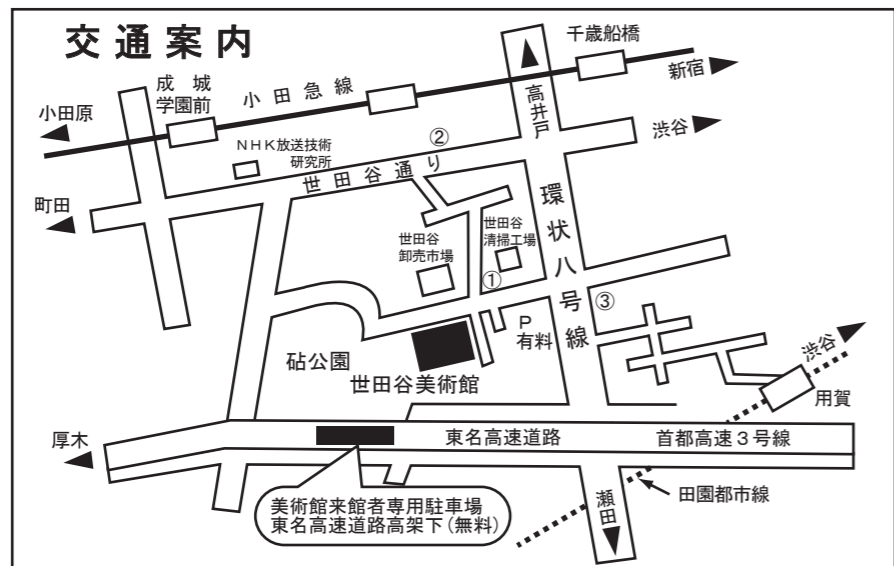 交通案内
千歳船橋
新宿
成城
学園前
小田急線
小田原
高井戸
渋谷
NHK放送技術
研究所
②
世田谷通り
町田
環状八号線
世田谷
卸売市場
世田谷
清掃工場
①
③
P
有料
砧公園
世田谷美術館
渋谷
用賀
厚木
東名高速道路
首都高速3号線
美術館来館者専用駐車場
東名高速道路高架下(無料)
瀬田
田園都市線